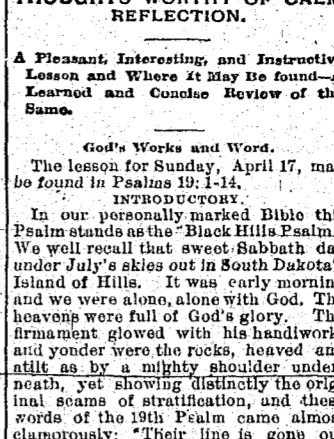 THOUGHTS WORTHY OF CALM
REFLECTION.
A Pleasant, Interesting, and Instructiv
Lesson and Where it May Be found—
Learned and Concise Review of th
Same.
God's Works and Word.
The lesson for Sunday, April 17, ma
be found in Psalms 19: 1-14.
INTRODUCTORY.
In our personally marked Bible thi
Psalm stands as the "Black Hills Psalm.
We well recall that sweet Sabbath da
under July's skies out in South Dakota'
Island of Hills. It was early mornin
and we were alone, alone with God. Th
heavens were full of God's glory. Th
firmament glowed with his handiwork
and yonder were the rocks, heaved an
atilt as by a mighty shoulder under
neath, yet showing distinctly the orig
inal seams of stratification, and thes
words of the 19th Psalm came almos
clamorously: "Their line is gone o